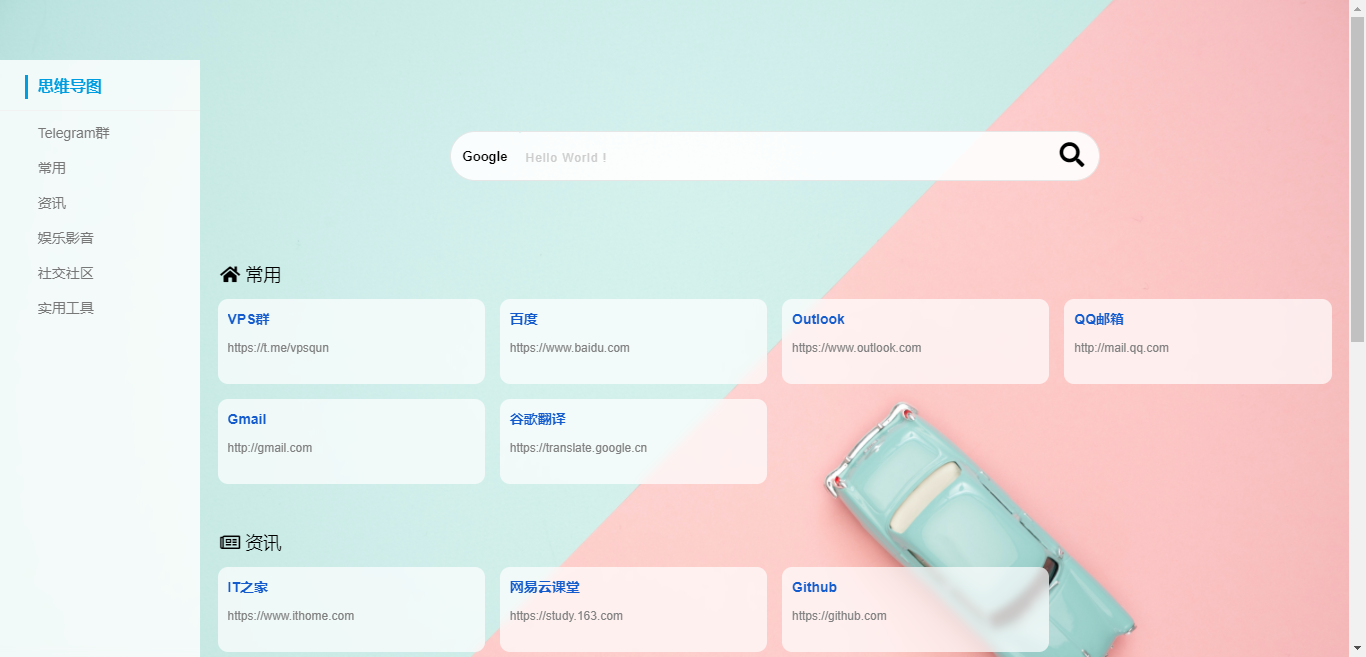 思维导图
Telegram群
常用
资讯
娱乐影音
社交社区
实用工具
Google Hello World !
常用
VPS群
https://t.me/vpsqun
百度
https://www.baidu.com
Outlook
https://www.outlook.com
QQ邮箱
http://mail.qq.com
Gmail
http://gmail.com
谷歌翻译
https://translate.google.cn
资讯
IT之家
https://www.ithome.com
网易云课堂
https://study.163.com
Github
https://github.com